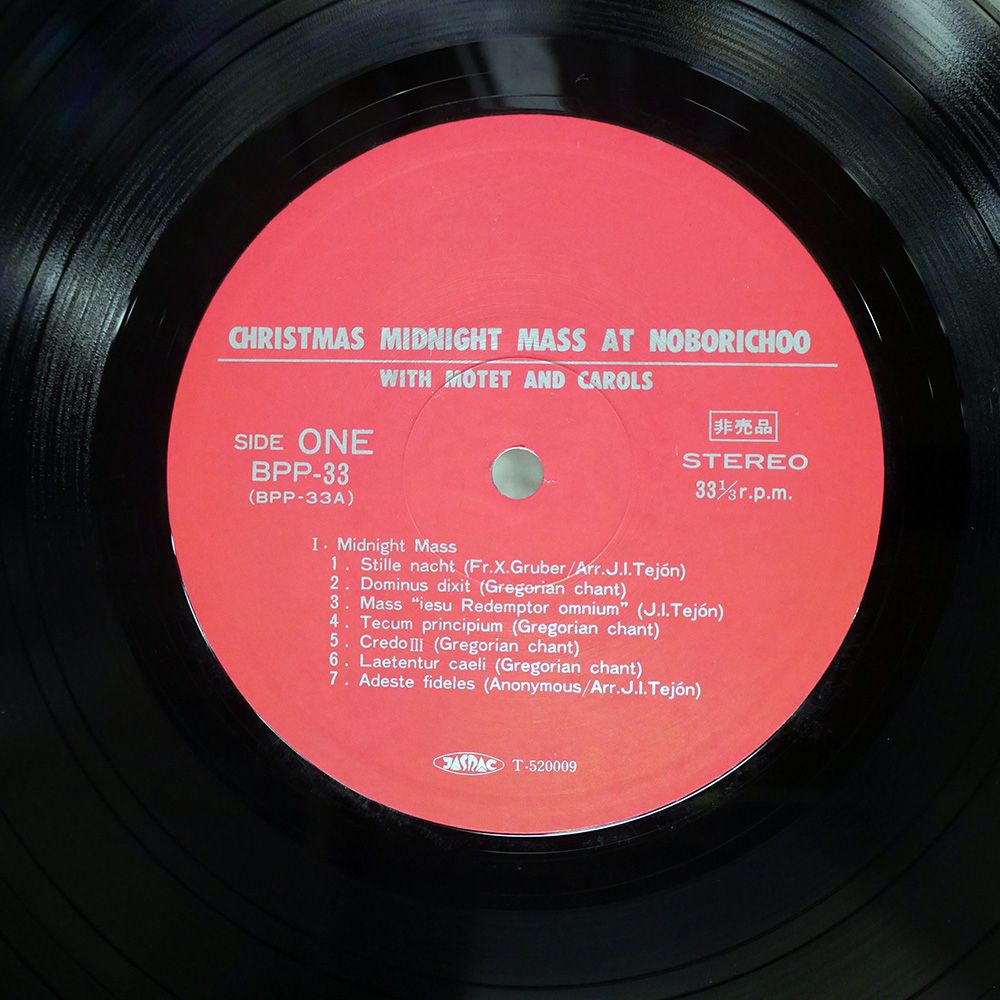 CHRISTMAS MIDNIGHT MASS AT NOBORICHOO
WITH MOTET AND CAROLS
SIDE ONE
BPP-33
(BPP-33A)
非売品
STEREO
33 1/3 r.p.m.
I. Midnight Mass
1. Stille nacht (Fr.X.Gruber/Arr.J.I.Tejón)
2. Dominus dixit (Gregorian chant)
3. Mass "iesu Redemptor omnium" (J.I.Tejón)
4. Tecum principium (Gregorian chant)
5. Credo III (Gregorian chant)
6. Laetentur caeli (Gregorian chant)
7. Adeste fideles (Anonymous/Arr.J.I.Tejón)
JASRAC T-520009